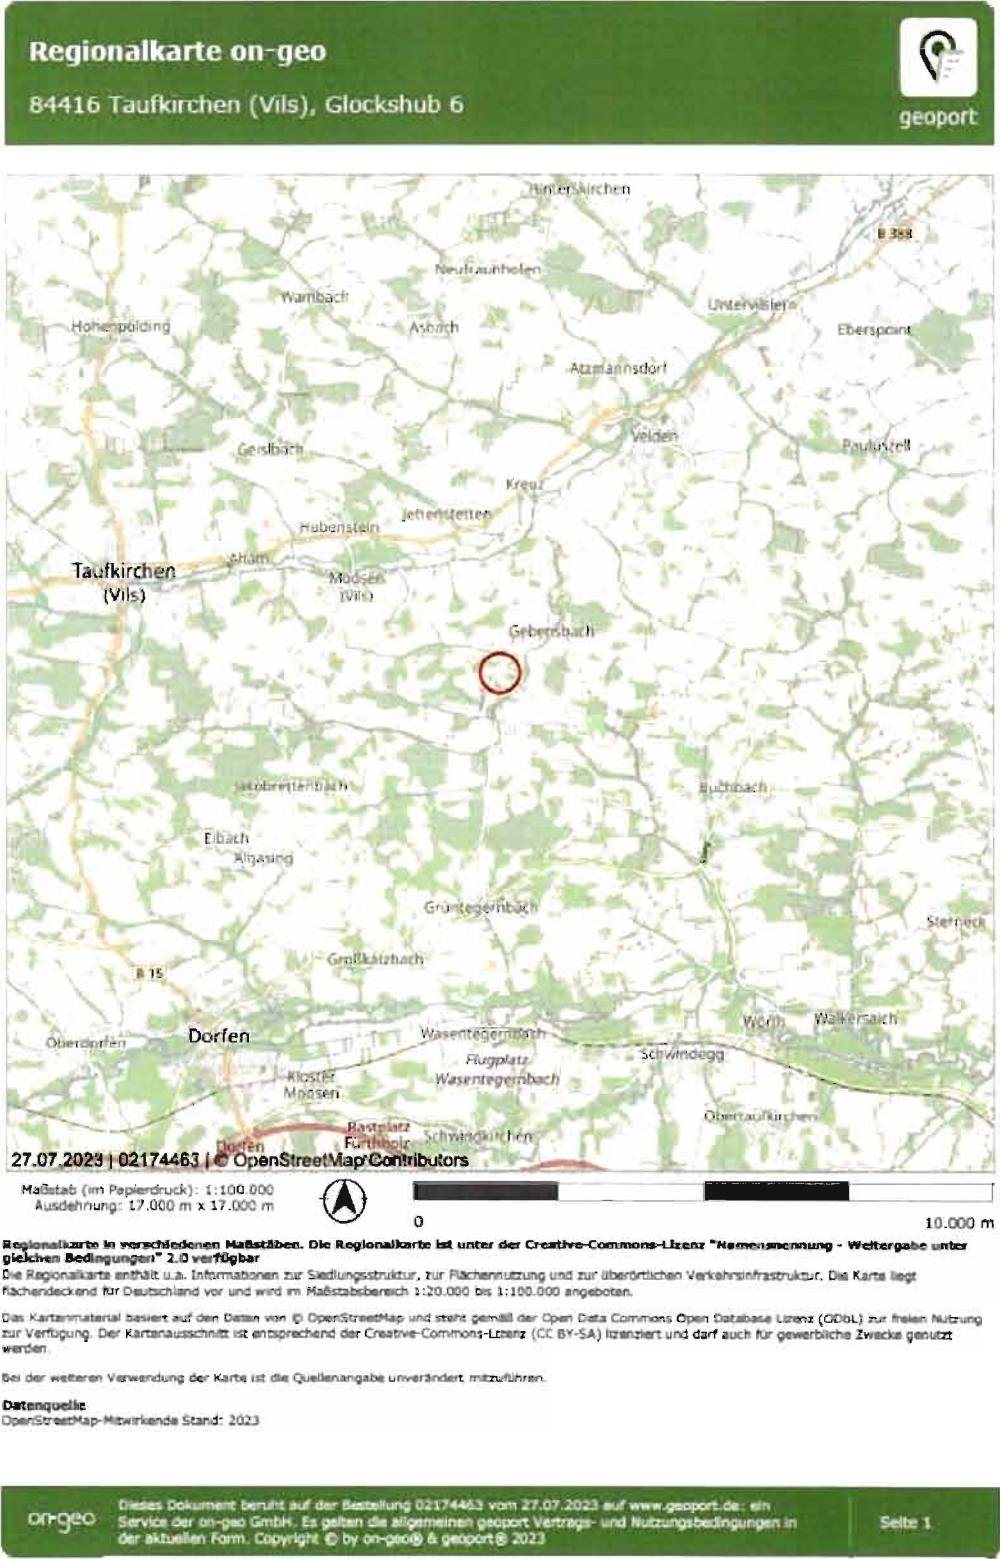 Regionalkarte on-geo
84416 Taufkirchen (Vils), Glockshub 6
geoport
Hinterskirchen
B 388
Neufraunhofen
Wambach
Untervilslern
Hohenpolding
Asbach
Eberspoint
Atzmannsdorf
Velden
Geislbach
Pauluszell
Kreuz
Jettenstetten
Hubenstein
Aham
Taufkirchen
(Vils)
Moosen
(Vils)
Gebensbach
Jakobrettenbach
Buchbach
Eibach
Algasing
Grüntegernbach
Sterneck
Großkatzbach
B 15
Wörth
Walkersaich
Dorfen
Wasentegernbach
Oberdorfen
Schwindegg
Flugplatz
Wasentegernbach
Kloster
Moosen
Obertaufkirchen
Rastplatz
Fürthholz
Schwindkirchen
Dorfen
27.07.2023 | 02174463 | © OpenStreetMap Contributors
Maßstab (im Papierdruck): 1:100.000
Ausdehnung: 17.000 m x 17.000 m
0
10.000 m
Regionalkarte in verschiedenen Maßstäben. Die Regionalkarte ist unter der Creative-Commons-Lizenz "Namensnennung - Weitergabe unter
gleichen Bedingungen" 2.0 verfügbar
Die Regionalkarte enthält u.a. Informationen zur Siedlungsstruktur, zur Flächennutzung und zur überörtlichen Verkehrsinfrastruktur. Die Karte liegt
flächendeckend für Deutschland vor und wird im Maßstabsbereich 1:20.000 bis 1:100.000 angeboten.
Das Kartenmaterial basiert auf den Daten von © OpenStreetMap und steht gemäß der Open Data Commons Open Database Lizenz (ODbL) zur freien Nutzung
zur Verfügung. Der Kartenausschnitt ist entsprechend der Creative-Commons-Lizenz (CC BY-SA) lizenziert und darf auch für gewerbliche Zwecke genutzt
werden.
Bei der weiteren Verwendung der Karte ist die Quellenangabe unverändert mitzuführen.
Datenquelle
OpenStreetMap-Mitwirkende Stand: 2023
on-geo
Dieses Dokument beruht auf der Bestellung 02174463 vom 27.07.2023 auf www.geoport.de: ein
Service der on-geo GmbH. Es gelten die allgemeinen geoport Vertrags- und Nutzungsbedingungen in
der aktuellen Form. Copyright © by on-geo® & geoport® 2023
Seite 1